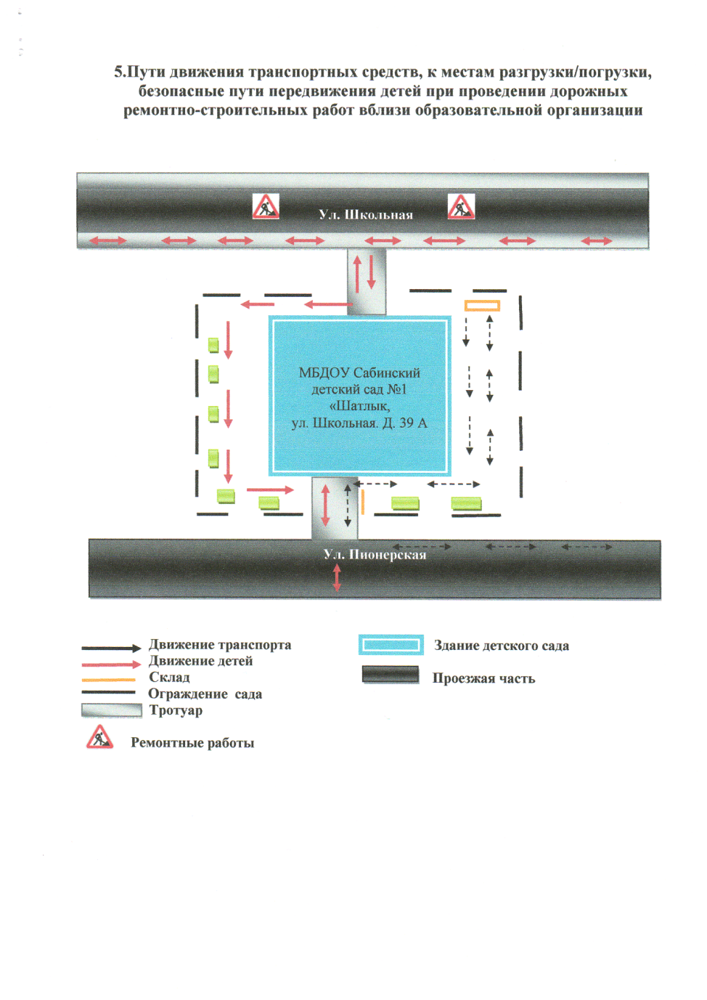 5.Пути движения транспортных средств, к местам разгрузки/погрузки,
безопасные пути передвижения детей при проведении дорожных
ремонтно-строительных работ вблизи образовательной организации
Ул. Школьная
МБДОУ Сабинский
детский сад №1
«Шатлык,
ул. Школьная. Д. 39 А
Ул. Пионерская
Движение транспорта
Движение детей
Склад
Ограждение сада
Тротуар
Ремонтные работы
Здание детского сада
Проезжая часть